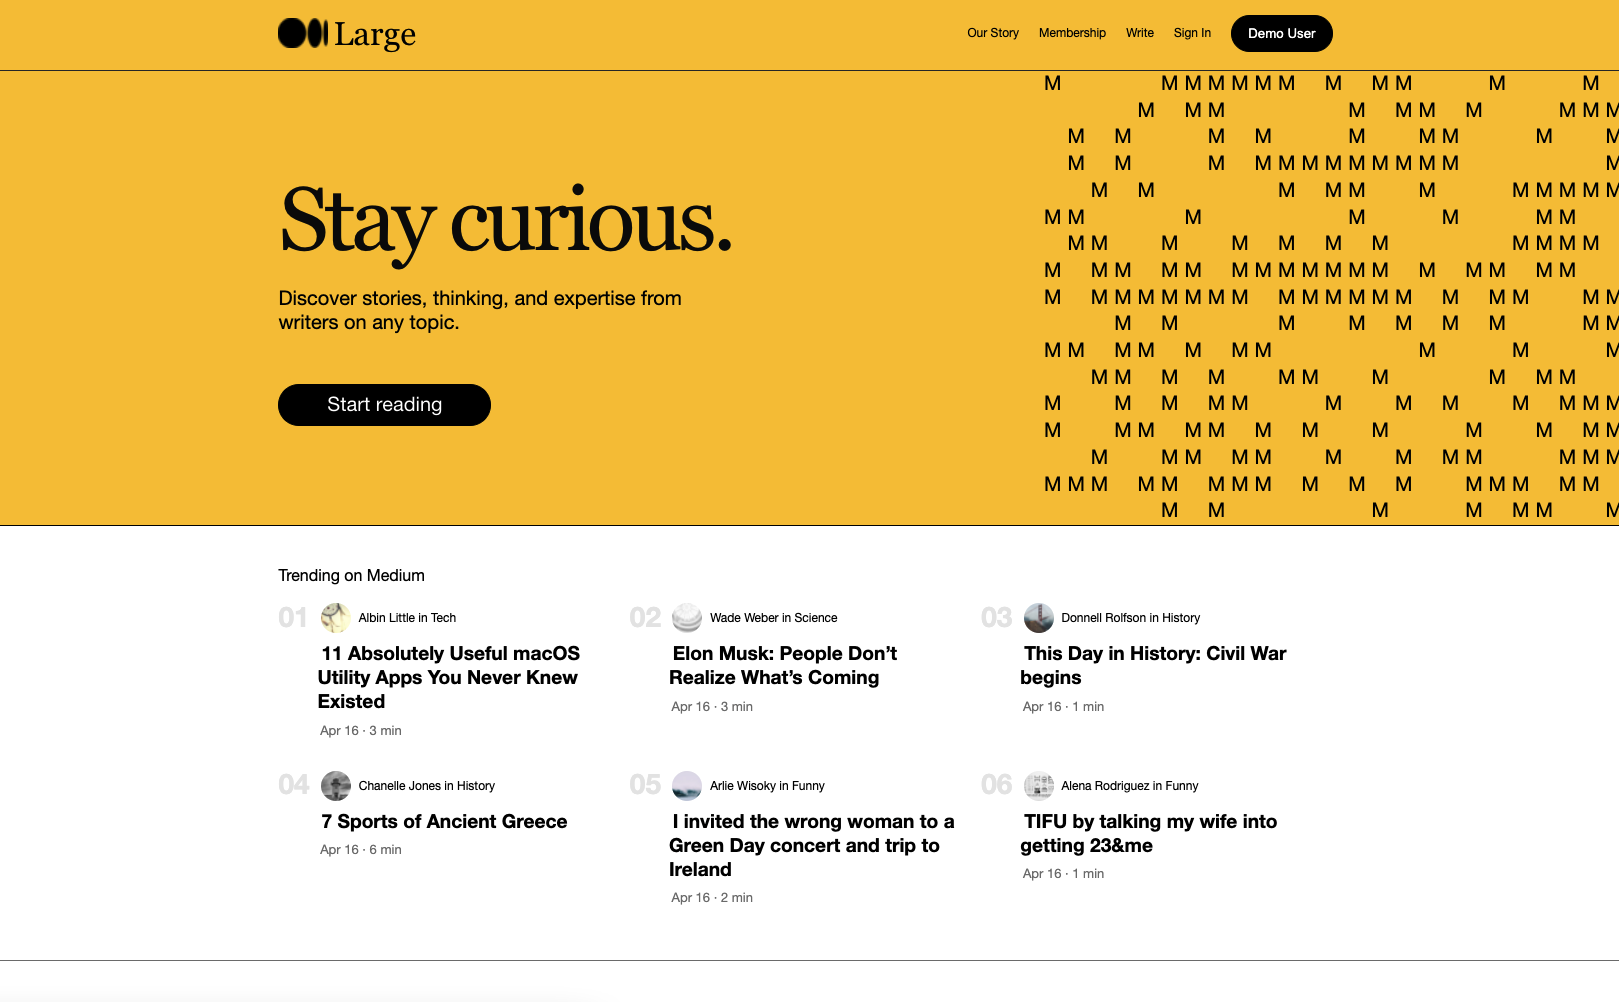 Large
Our Story
Membership
Write
Sign In
Demo User
Stay curious.
Discover stories, thinking, and expertise from
writers on any topic.
Start reading
M M M M M M M M M M M M
M M M M M M M M M M
M M M M M M M M M
M M M M M M M M M M M M M
M M M M M M M M M M M
M M M M M M M
M M M M M M M M M M M
M M M M M M M M M M M M M M M M M
M M M M M M M M M M M M M M M M M M M
M M M M M M M M M
M M M M M M M M M M
M M M M M M M M M M
M M M M M M M M M M M M
M M M M M M M M M M M M
M M M M M M M M M M M M
M M M M M M M M M M M M M M M M
M M M M M M M
Trending on Medium
01
Albin Little in Tech
11 Absolutely Useful macOS
Utility Apps You Never Knew
Existed
Apr 16 · 3 min
02
Wade Weber in Science
Elon Musk: People Don’t
Realize What’s Coming
Apr 16 · 3 min
03
Donnell Rolfson in History
This Day in History: Civil War
begins
Apr 16 · 1 min
04
Chanelle Jones in History
7 Sports of Ancient Greece
Apr 16 · 6 min
05
Arlie Wisoky in Funny
I invited the wrong woman to a
Green Day concert and trip to
Ireland
Apr 16 · 2 min
06
Alena Rodriguez in Funny
TIFU by talking my wife into
getting 23&me
Apr 16 · 1 min